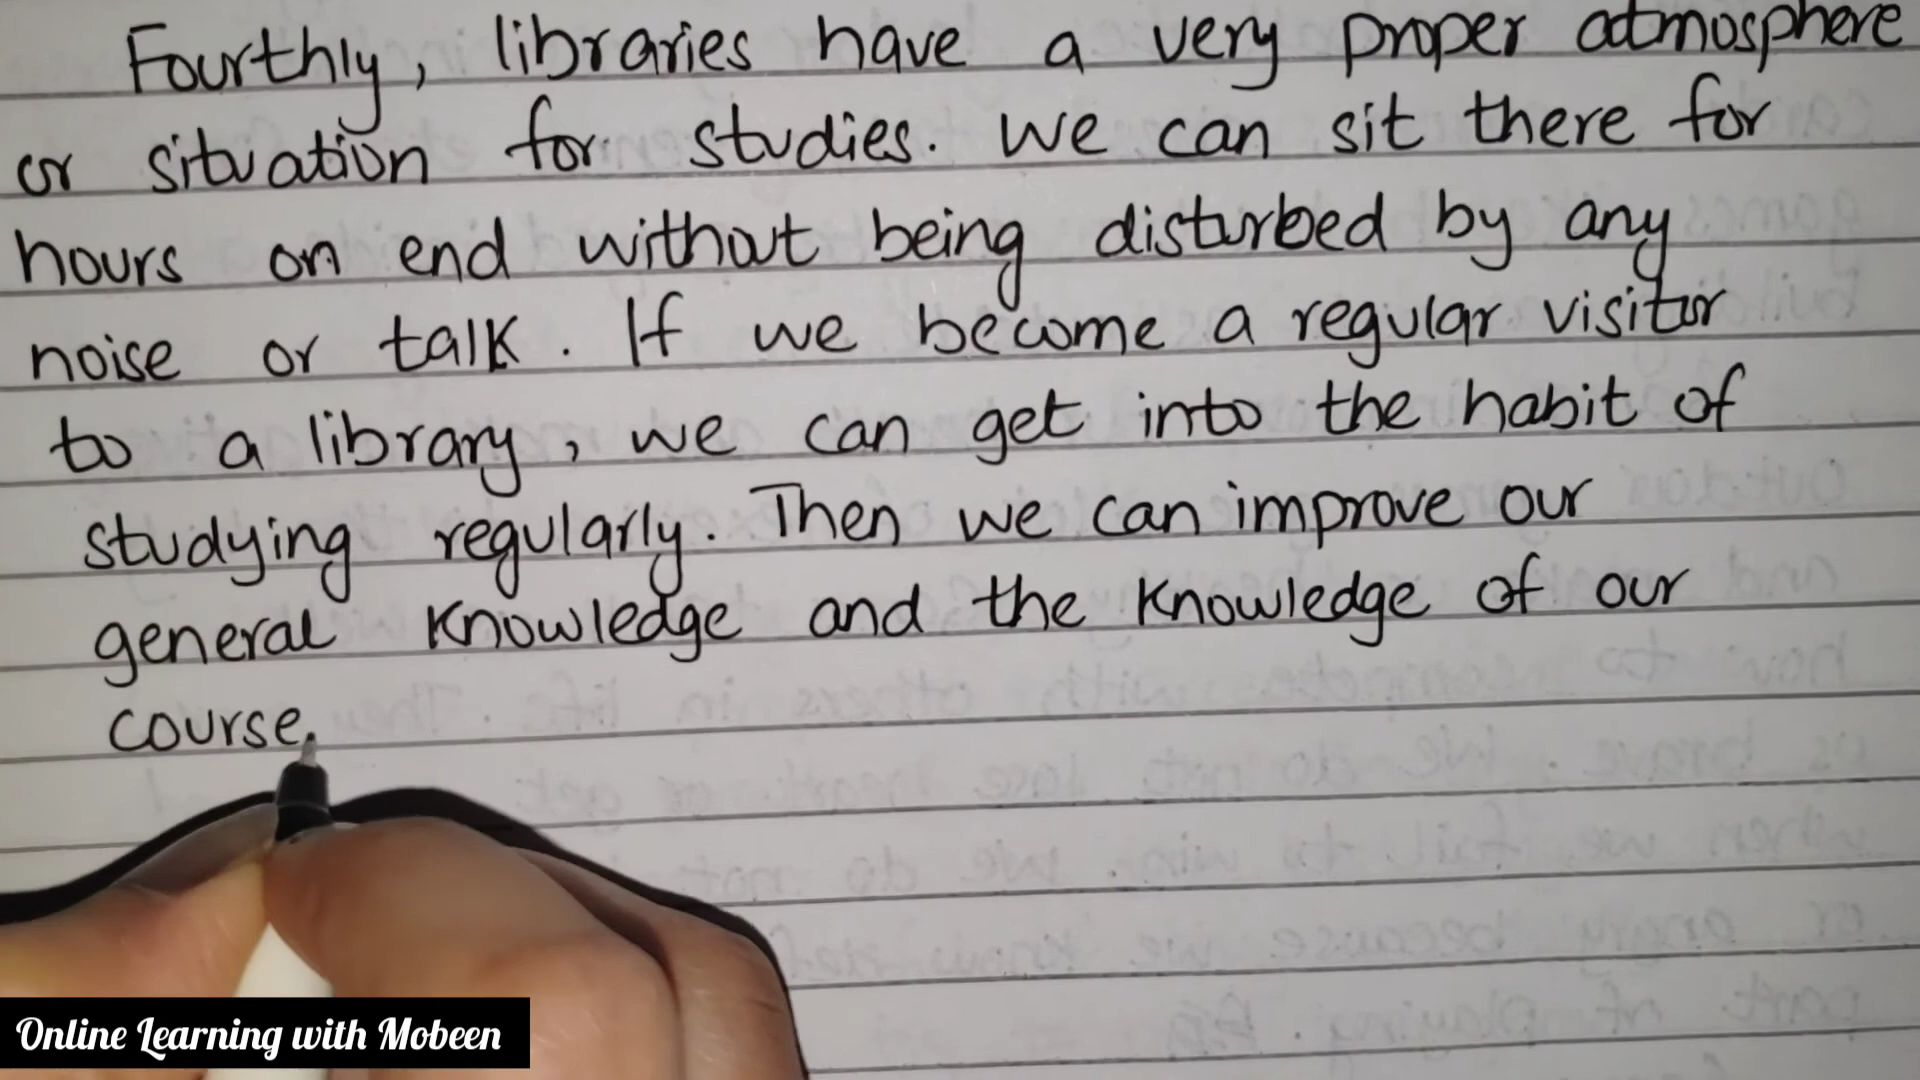 Fourthly, libraries have a very proper atmosphere
or situation for studies. We can sit there for
hours on end without being disturbed by any
noise or talk. If we become a regular visitor
to a library, we can get into the habit of
studying regularly. Then we can improve our
general knowledge and the knowledge of our
course.
Online Learning with Mobeen